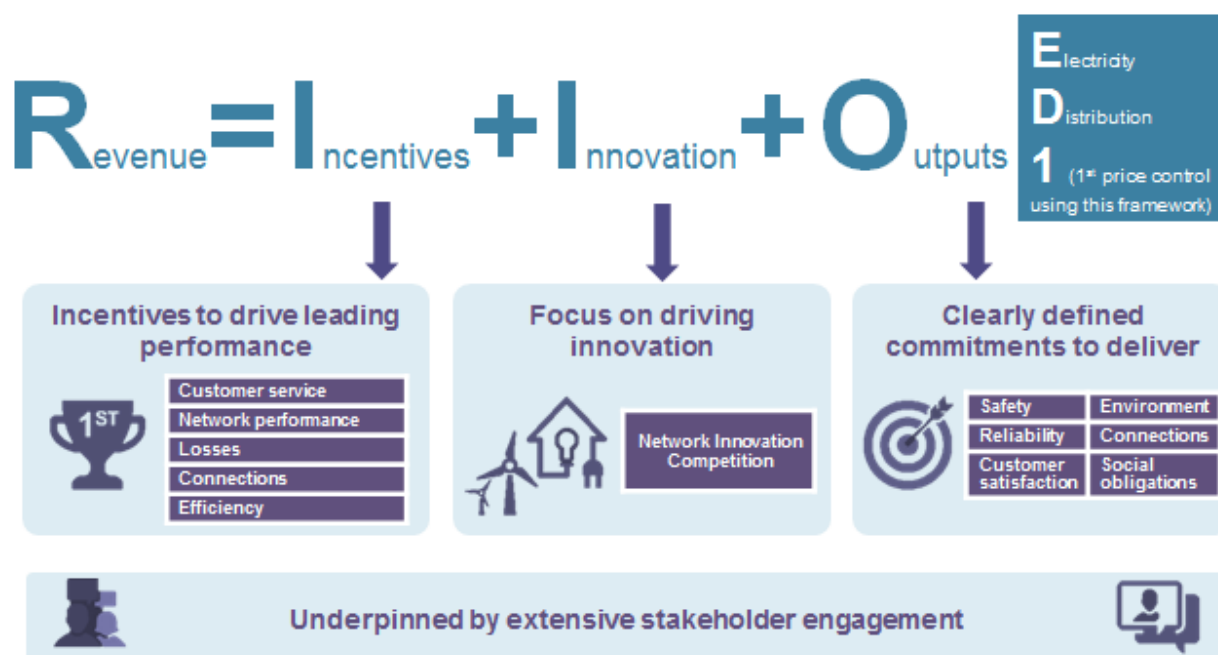 Revenue = Incentives + Innovation + Outputs
Electricity
Distribution
1 (1st price control
using this framework)
Incentives to drive leading
performance
1ST
Customer service
Network performance
Losses
Connections
Efficiency
Focus on driving
innovation
Network Innovation
Competition
Clearly defined
commitments to deliver
Safety
Environment
Reliability
Connections
Customer
satisfaction
Social
obligations
Underpinned by extensive stakeholder engagement